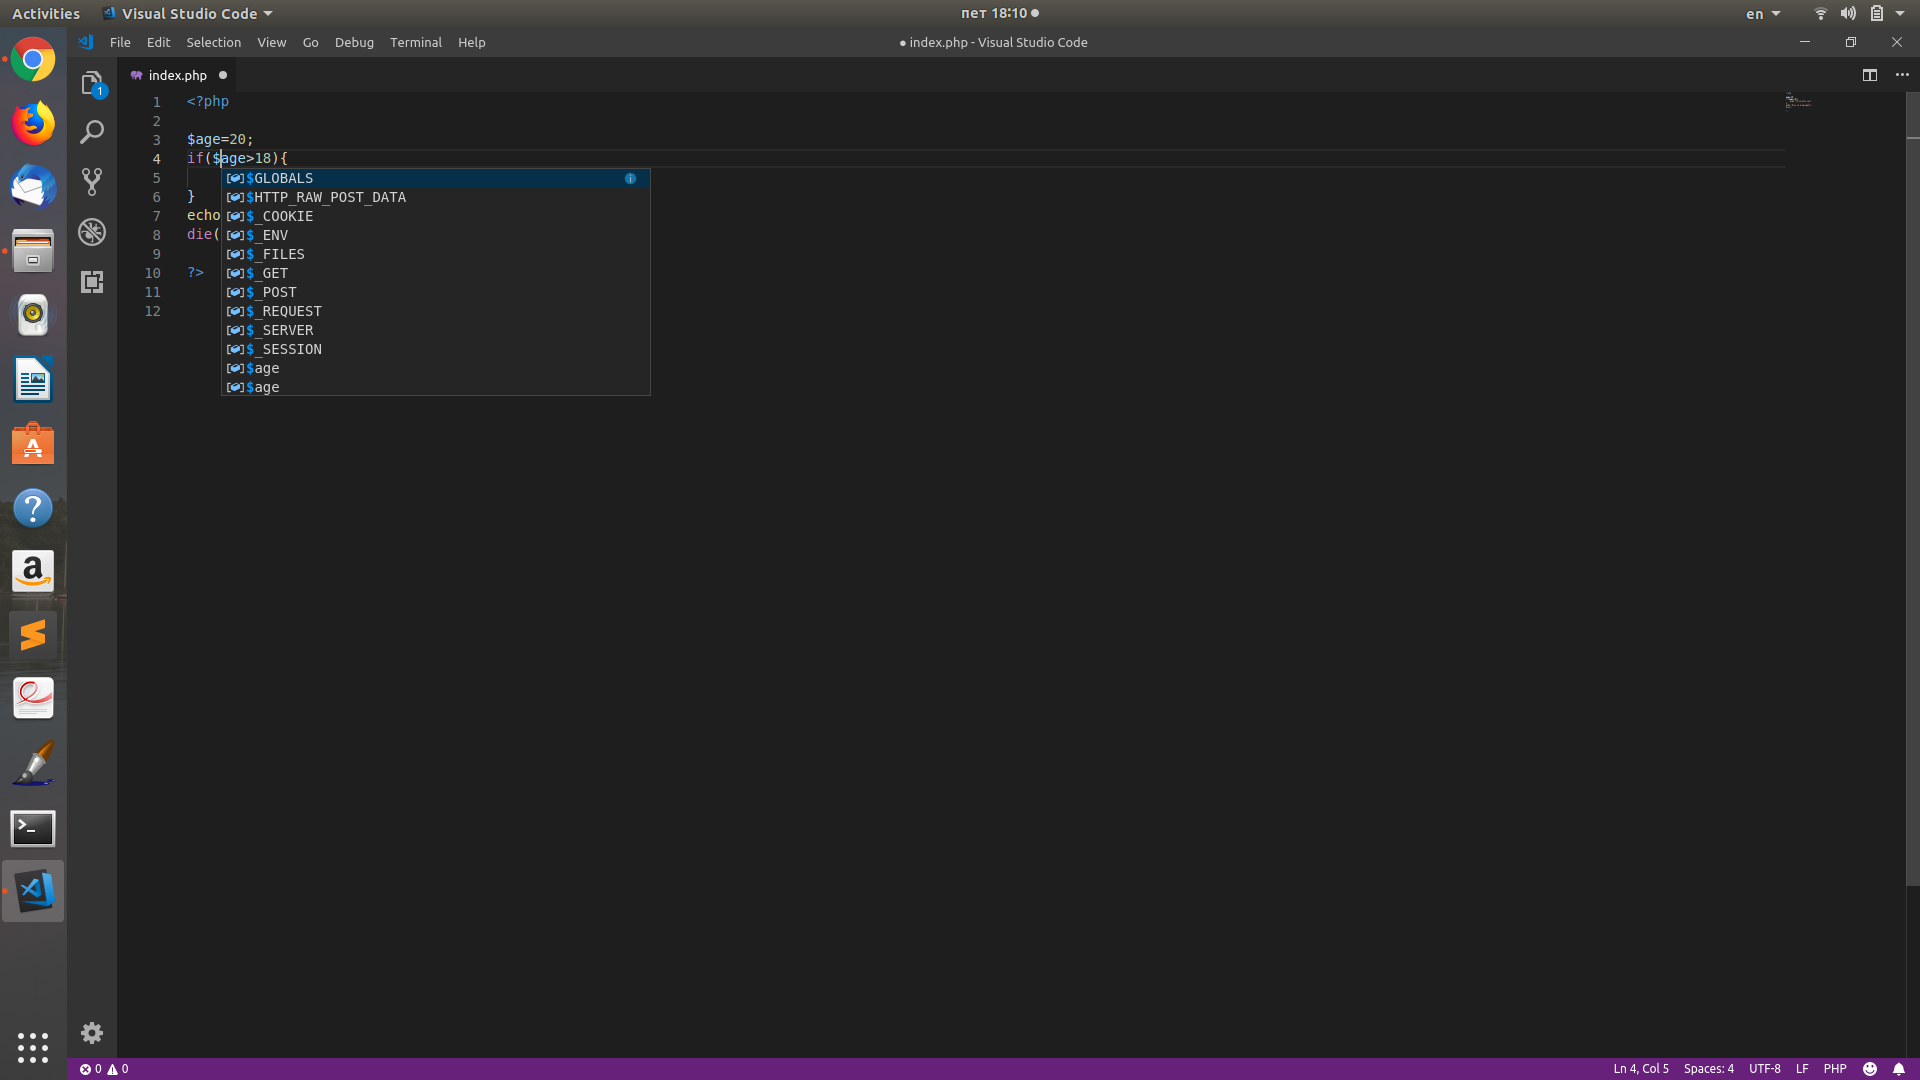 Activities Visual Studio Code пет 18:10 en
File Edit Selection View Go Debug Terminal Help ● index.php - Visual Studio Code
1 index.php
1 <?php
2
3 $age=20;
4 if($age>18){
5 $GLOBALS
$HTTP_RAW_POST_DATA
6 }
7 echo $_COOKIE
8 die( $_ENV
9 $_FILES
10 ?> $_GET
11 $_POST
12 $_REQUEST
$_SERVER
$_SESSION
$age
$age
0 0 Ln 4, Col 5 Spaces: 4 UTF-8 LF PHP